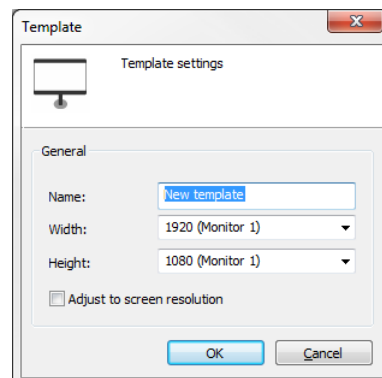 Template
Template settings
General
Name: New template
Width: 1920 (Monitor 1)
Height: 1080 (Monitor 1)
Adjust to screen resolution
OK Cancel